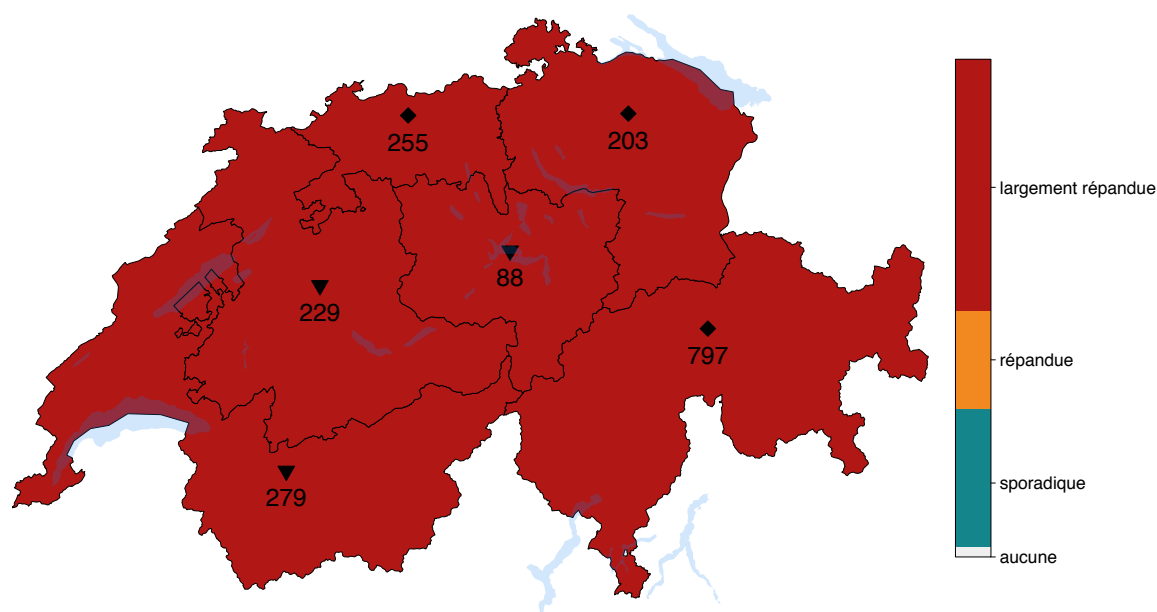 255
203
88
229
797
279
largement répandue
répandue
sporadique
aucune